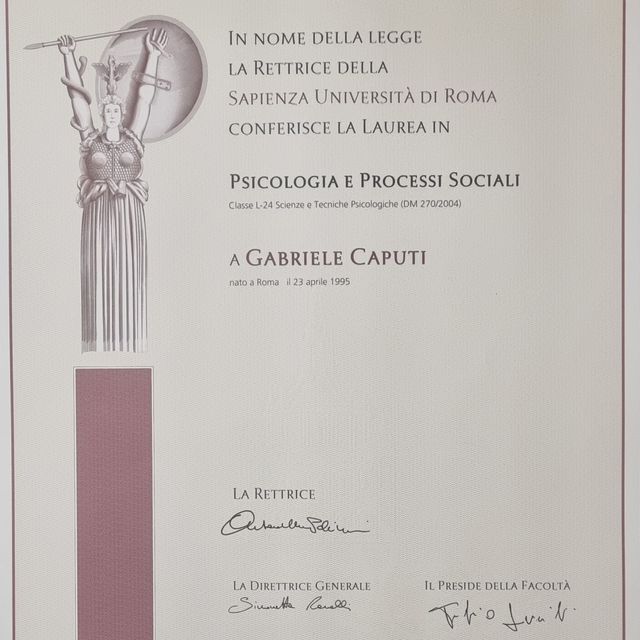 In nome della legge
la Rettrice della
Sapienza Università di Roma
conferisce la Laurea in
Psicologia e Processi Sociali
Classe L-24 Scienze e Tecniche Psicologiche (DM 270/2004)
a Gabriele Caputi
nato a Roma il 23 aprile 1995
La Rettrice
La Direttrice Generale
Il Preside della Facoltà